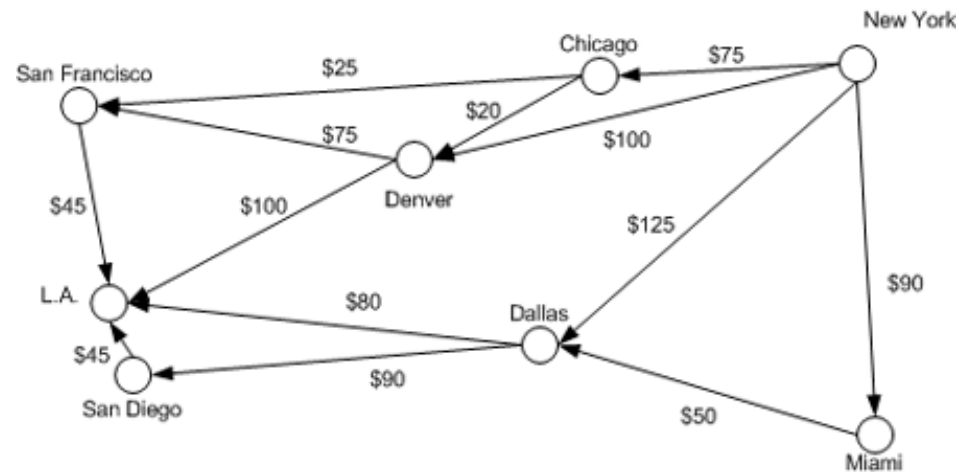 New York
Chicago
$75
San Francisco
$25
$20
$75
$100
Denver
$45
$100
$125
L.A.
$80
$90
Dallas
$45
$90
San Diego
$50
Miami